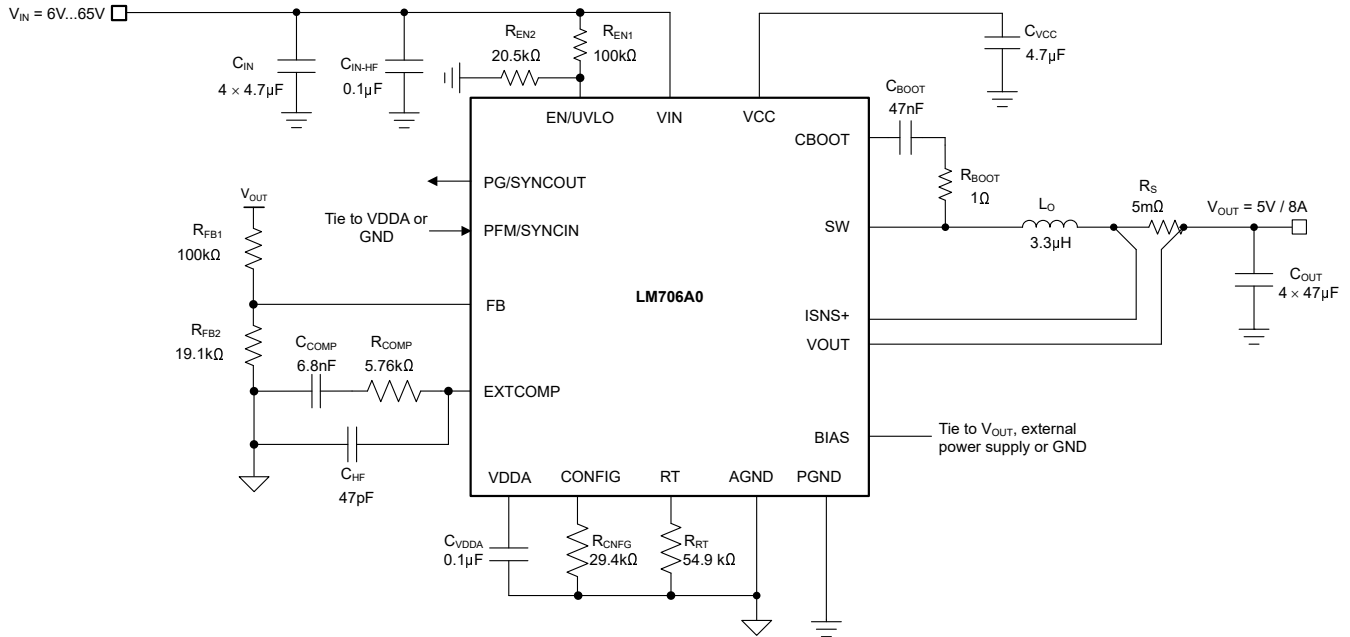 V_IN = 6V...65V
C_IN
4 × 4.7µF
C_IN-HF
0.1µF
R_EN2
20.5kΩ
R_EN1
100kΩ
C_VCC
4.7µF
EN/UVLO
VIN
VCC
C_BOOT
47nF
CBOOT
R_BOOT
1Ω
PG/SYNCOUT
Tie to VDDA or
GND
PFM/SYNCIN
SW
L_O
3.3µH
R_S
5mΩ
V_OUT = 5V / 8A
C_OUT
4 × 47µF
V_OUT
R_FB1
100kΩ
FB
LM706A0
ISNS+
VOUT
R_FB2
19.1kΩ
C_COMP
6.8nF
R_COMP
5.76kΩ
EXTCOMP
C_HF
47pF
BIAS
Tie to V_OUT, external
power supply or GND
VDDA
CONFIG
RT
AGND
PGND
C_VDDA
0.1µF
R_CNFG
29.4kΩ
R_RT
54.9 kΩ